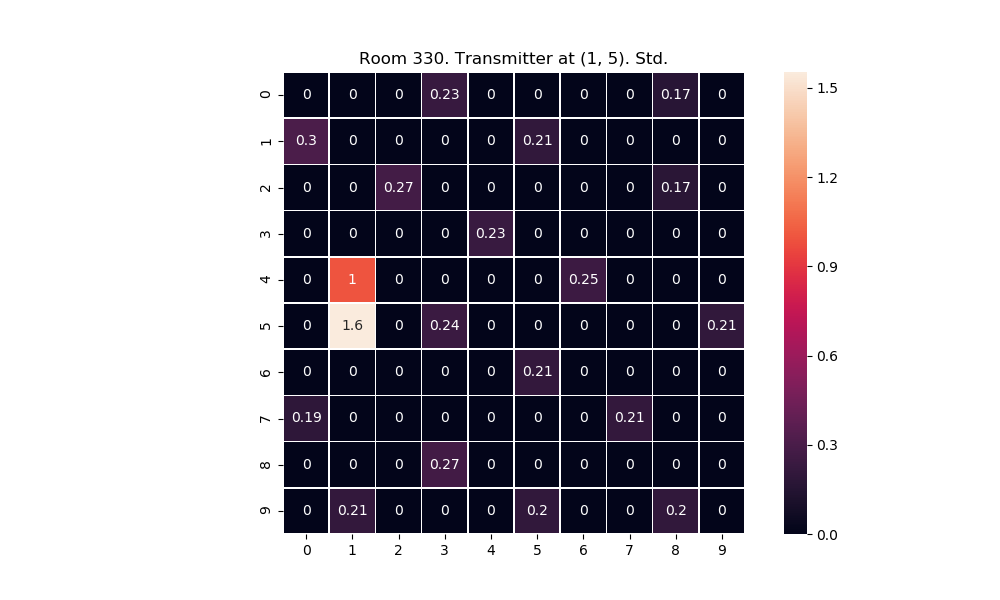 Room 330. Transmitter at (1, 5). Std.
0 0 0 0 0.23 0 0 0 0 0.17 0
1 0.3 0 0 0 0 0.21 0 0 0 0
2 0 0 0.27 0 0 0 0 0 0.17 0
3 0 0 0 0 0.23 0 0 0 0 0
4 0 1 0 0 0 0 0.25 0 0 0
5 0 1.6 0 0.24 0 0 0 0 0 0.21
6 0 0 0 0 0 0.21 0 0 0 0
7 0.19 0 0 0 0 0 0 0.21 0 0
8 0 0 0 0.27 0 0 0 0 0 0
9 0 0.21 0 0 0 0.2 0 0 0.2 0
0 1 2 3 4 5 6 7 8 9
1.5
1.2
0.9
0.6
0.3
0.0